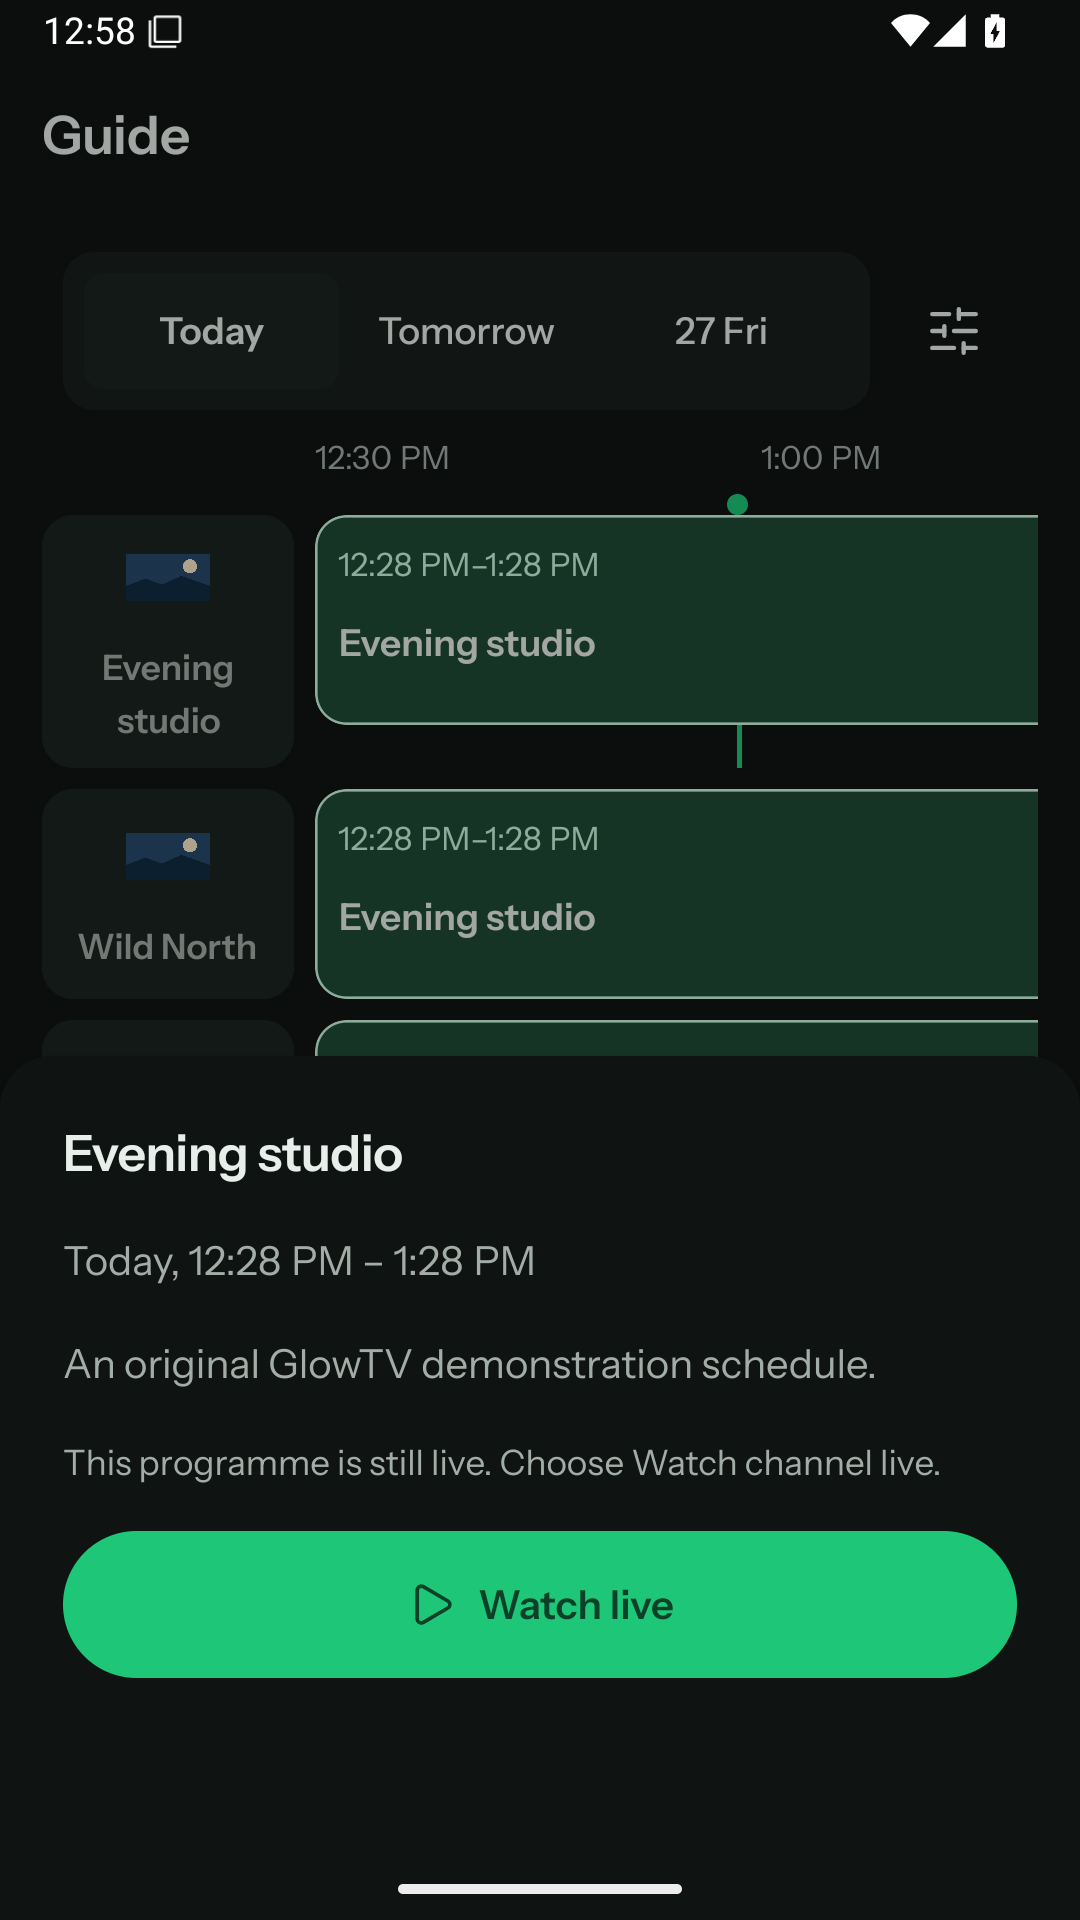 12:58
Guide
Today
Tomorrow
27 Fri
12:30 PM
1:00 PM
Evening
studio
12:28 PM–1:28 PM
Evening studio
Wild North
12:28 PM–1:28 PM
Evening studio
Evening studio
Today, 12:28 PM – 1:28 PM
An original GlowTV demonstration schedule.
This programme is still live. Choose Watch channel live.
Watch live